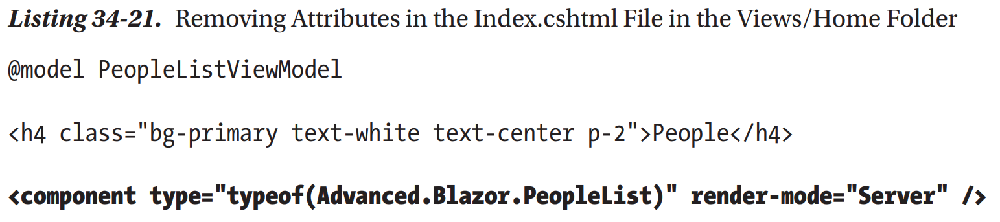 Listing 34-21. Removing Attributes in the Index.cshtml File in the Views/Home Folder
@model PeopleListViewModel
<h4 class="bg-primary text-white text-center p-2">People</h4>
<component type="typeof(Advanced.Blazor.PeopleList)" render-mode="Server" />